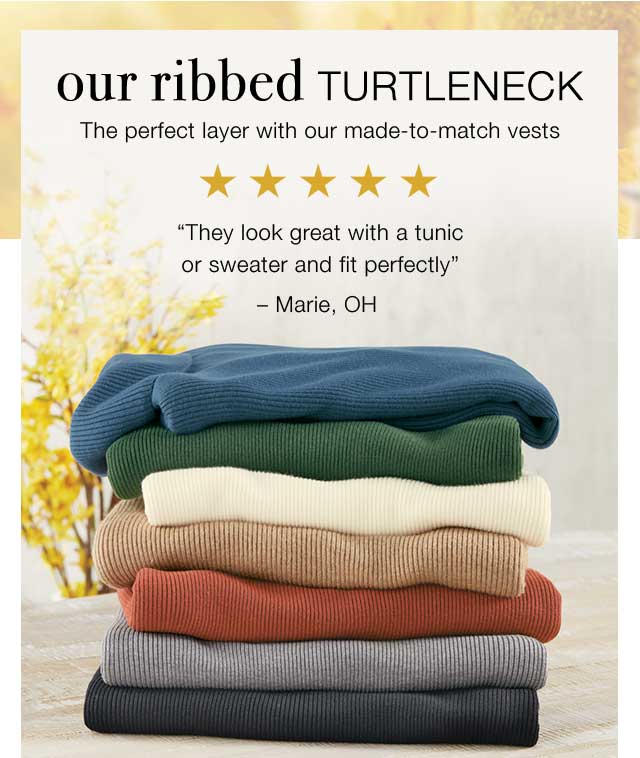 our ribbed TURTLENECK
The perfect layer with our made-to-match vests
“They look great with a tunic
or sweater and fit perfectly”
– Marie, OH